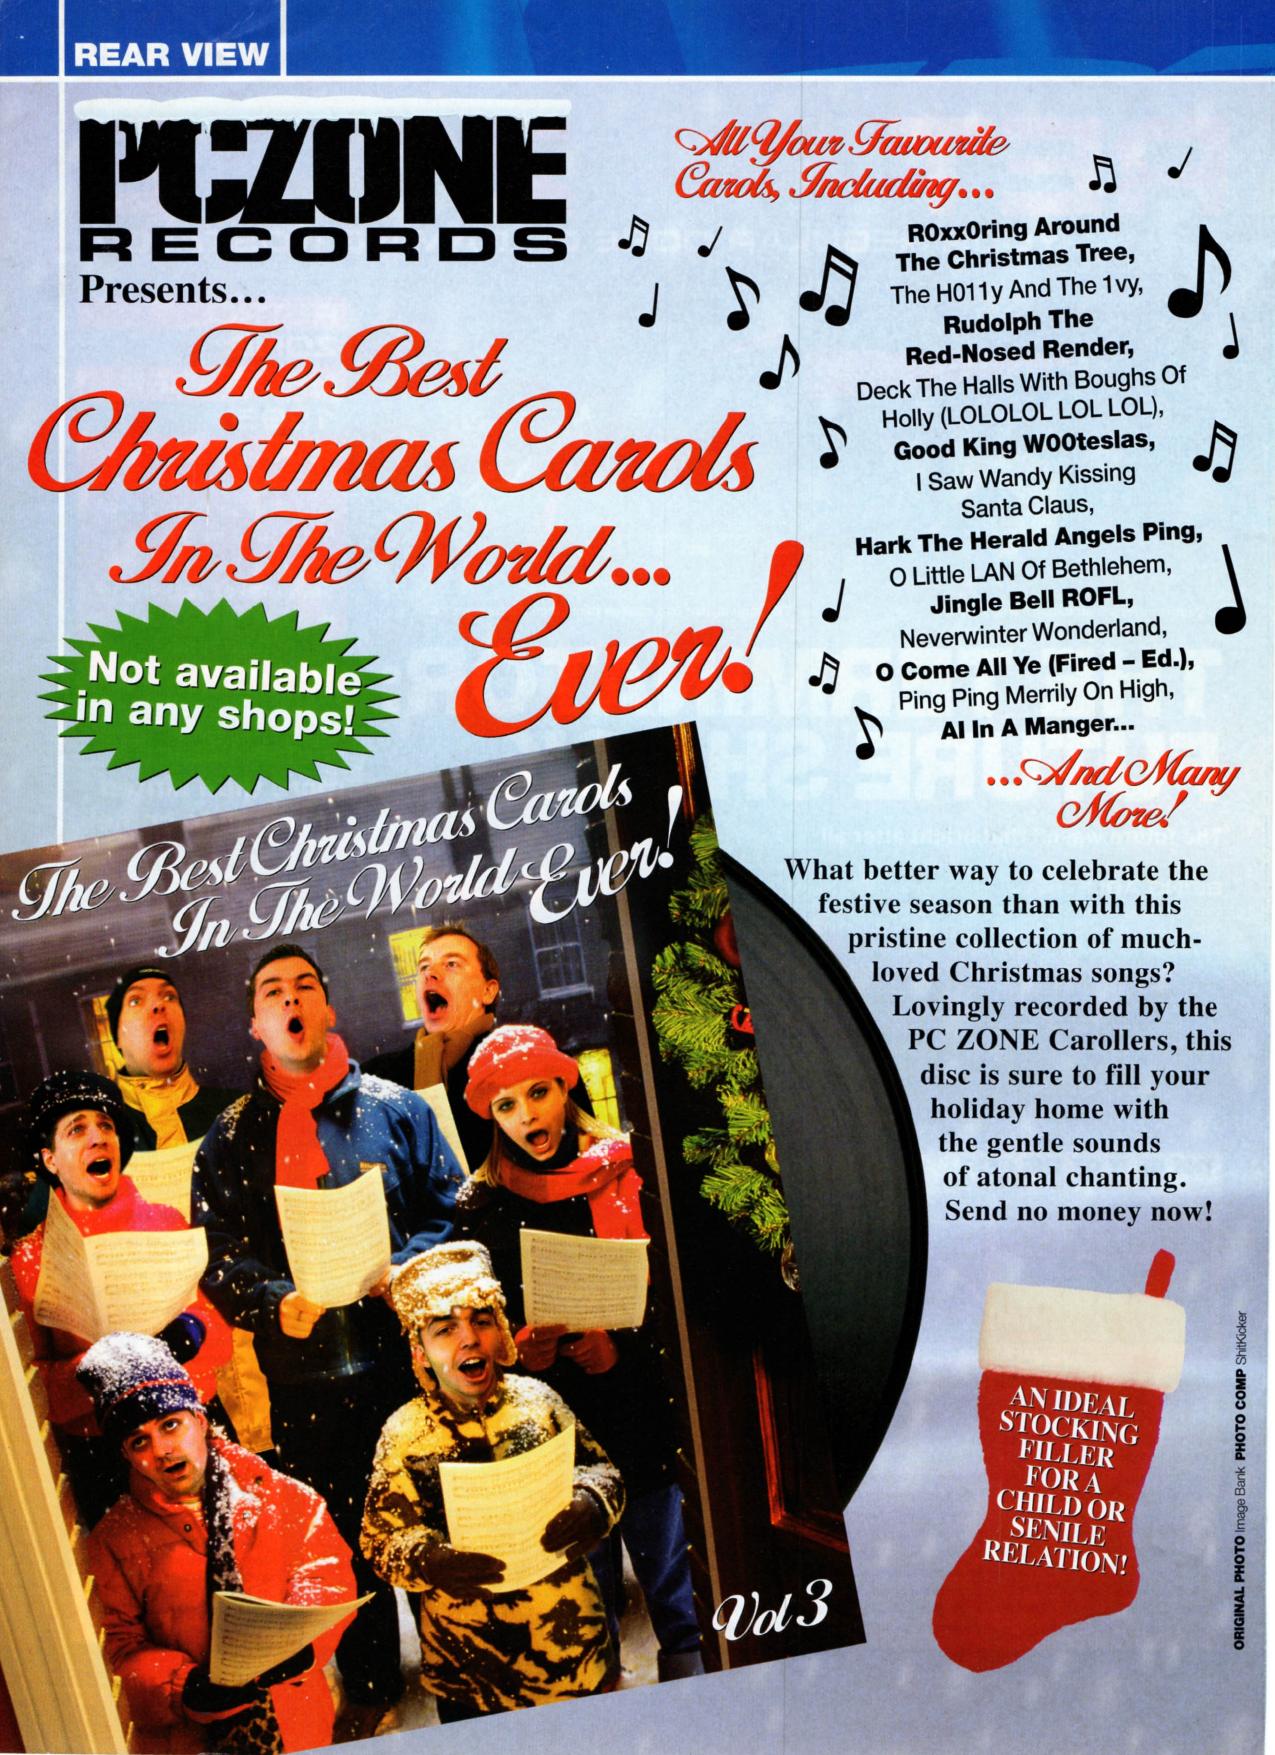 REAR VIEW
PCZONE
RECORDS
Presents...
The Best
Christmas Carols
In The World...
Ever!
Not available
in any shops!
All Your Favourite
Carols, Including...
R0xx0ring Around
The Christmas Tree,
The H011y And The 1vy,
Rudolph The
Red-Nosed Render,
Deck The Halls With Boughs Of
Holly (LOLOLOL LOL LOL),
Good King W00teslas,
I Saw Wandy Kissing
Santa Claus,
Hark The Herald Angels Ping,
O Little LAN Of Bethlehem,
Jingle Bell ROFL,
Neverwinter Wonderland,
O Come All Ye (Fired – Ed.),
Ping Ping Merrily On High,
AI In A Manger...
...And Many
More!
The Best Christmas Carols
In The World Ever!
Vol 3
What better way to celebrate the
festive season than with this
pristine collection of much-
loved Christmas songs?
Lovingly recorded by the
PC ZONE Carollers, this
disc is sure to fill your
holiday home with
the gentle sounds
of atonal chanting.
Send no money now!
AN IDEAL
STOCKING
FILLER
FOR A
CHILD OR
SENILE
RELATION!
ORIGINAL PHOTO Image Bank PHOTO COMP ShitKicker